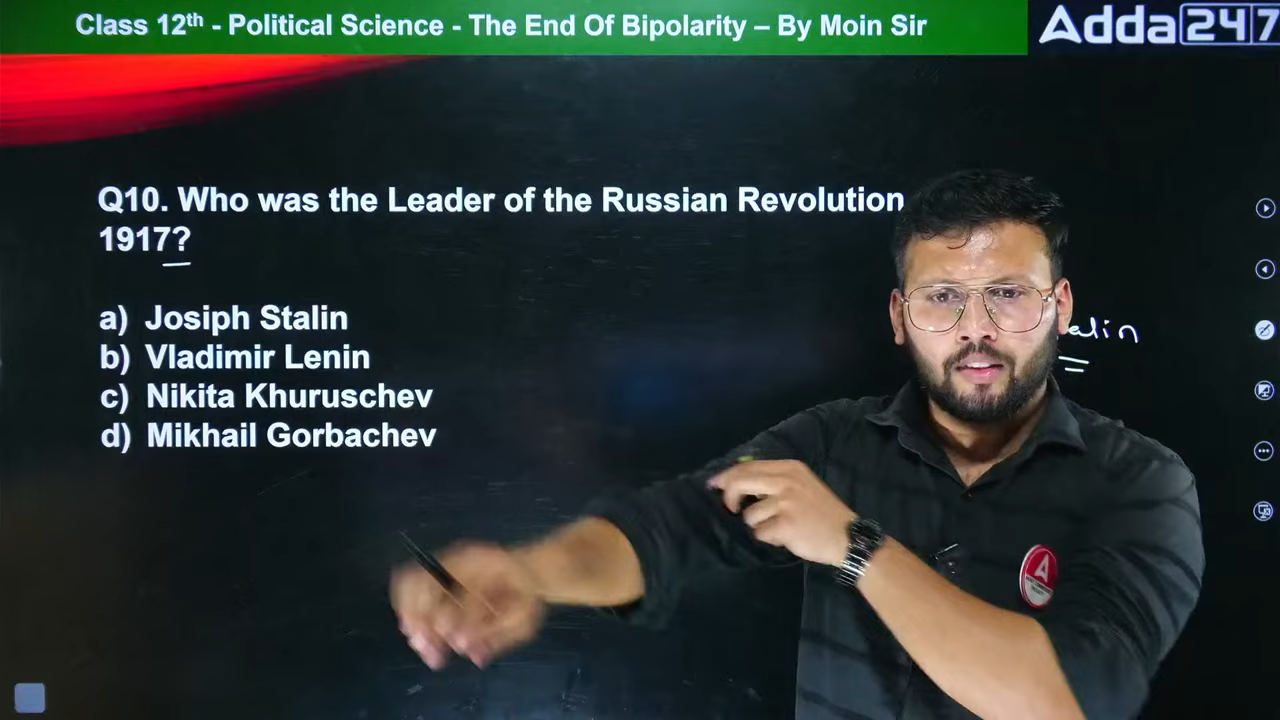 Class 12th - Political Science - The End Of Bipolarity – By Moin Sir
Adda247
Q10. Who was the Leader of the Russian Revolution
1917?
a) Josiph Stalin
b) Vladimir Lenin
c) Nikita Khuruschev
d) Mikhail Gorbachev